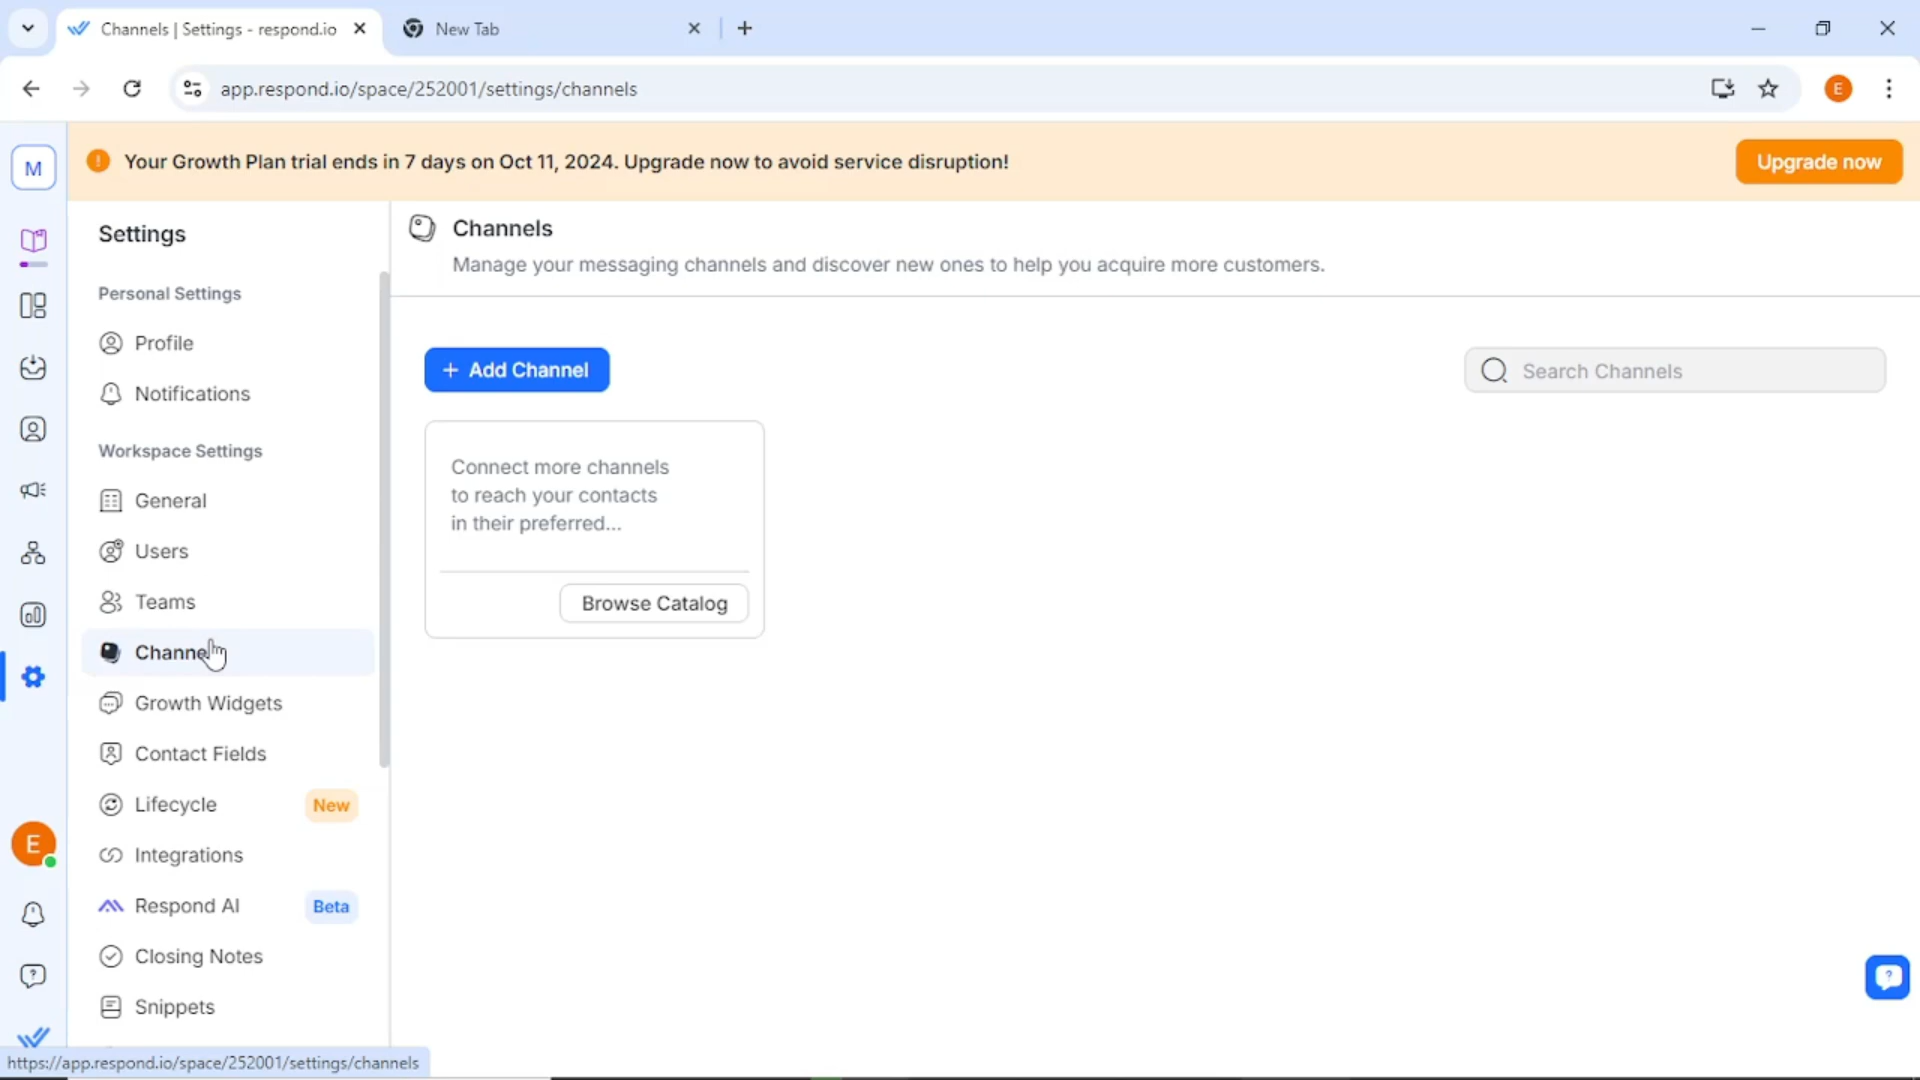 Channels | Settings - respond.io
New Tab
app.respond.io/space/252001/settings/channels
E
M
Your Growth Plan trial ends in 7 days on Oct 11, 2024. Upgrade now to avoid service disruption!
Upgrade now
Settings
Personal Settings
Profile
Notifications
Workspace Settings
General
Users
Teams
Channel
Growth Widgets
Contact Fields
Lifecycle New
Integrations
Respond AI Beta
Closing Notes
Snippets
E
Channels
Manage your messaging channels and discover new ones to help you acquire more customers.
+ Add Channel
Search Channels
Connect more channels
to reach your contacts
in their preferred...
Browse Catalog
https://app.respond.io/space/252001/settings/channels